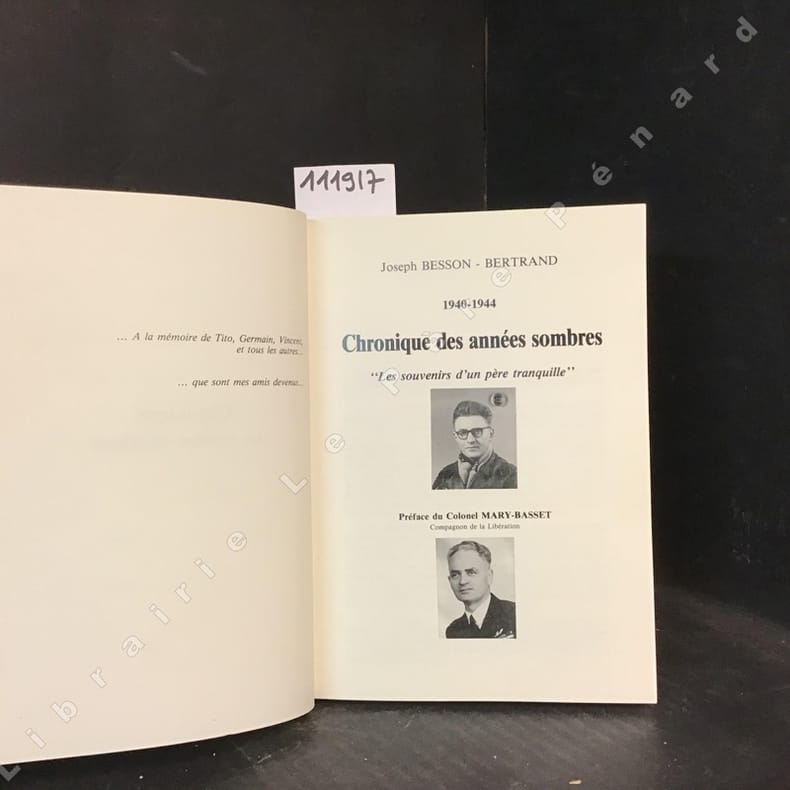 111917
... A la mémoire de Tito, Germain, Vincent,
et tous les autres...
... que sont mes amis devenus...
Joseph BESSON - BERTRAND
1940-1944
Chronique des années sombres
"Les souvenirs d'un père tranquille"
Préface du Colonel MARY-BASSET
Compagnon de la Libération
Librairie Le Père Pénard